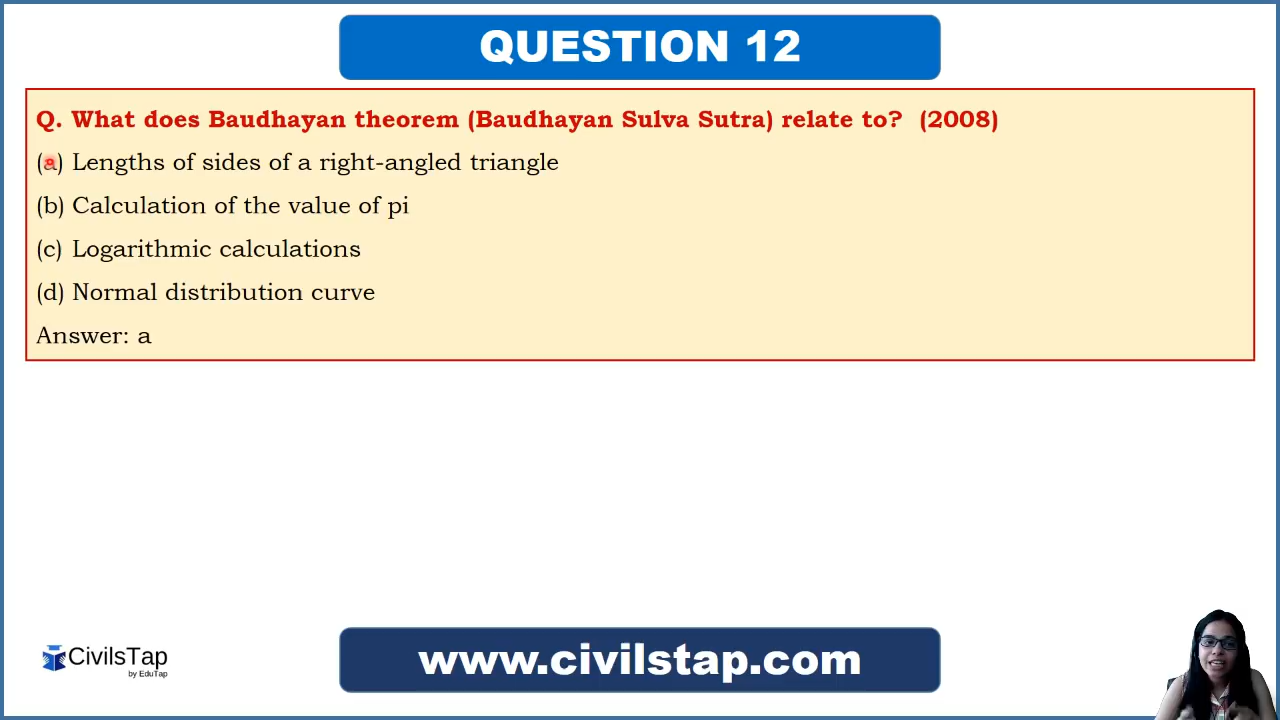 QUESTION 12
Q. What does Baudhayan theorem (Baudhayan Sulva Sutra) relate to? (2008)
(a) Lengths of sides of a right-angled triangle
(b) Calculation of the value of pi
(c) Logarithmic calculations
(d) Normal distribution curve
Answer: a
CivilsTap
by EduTap
www.civilstap.com